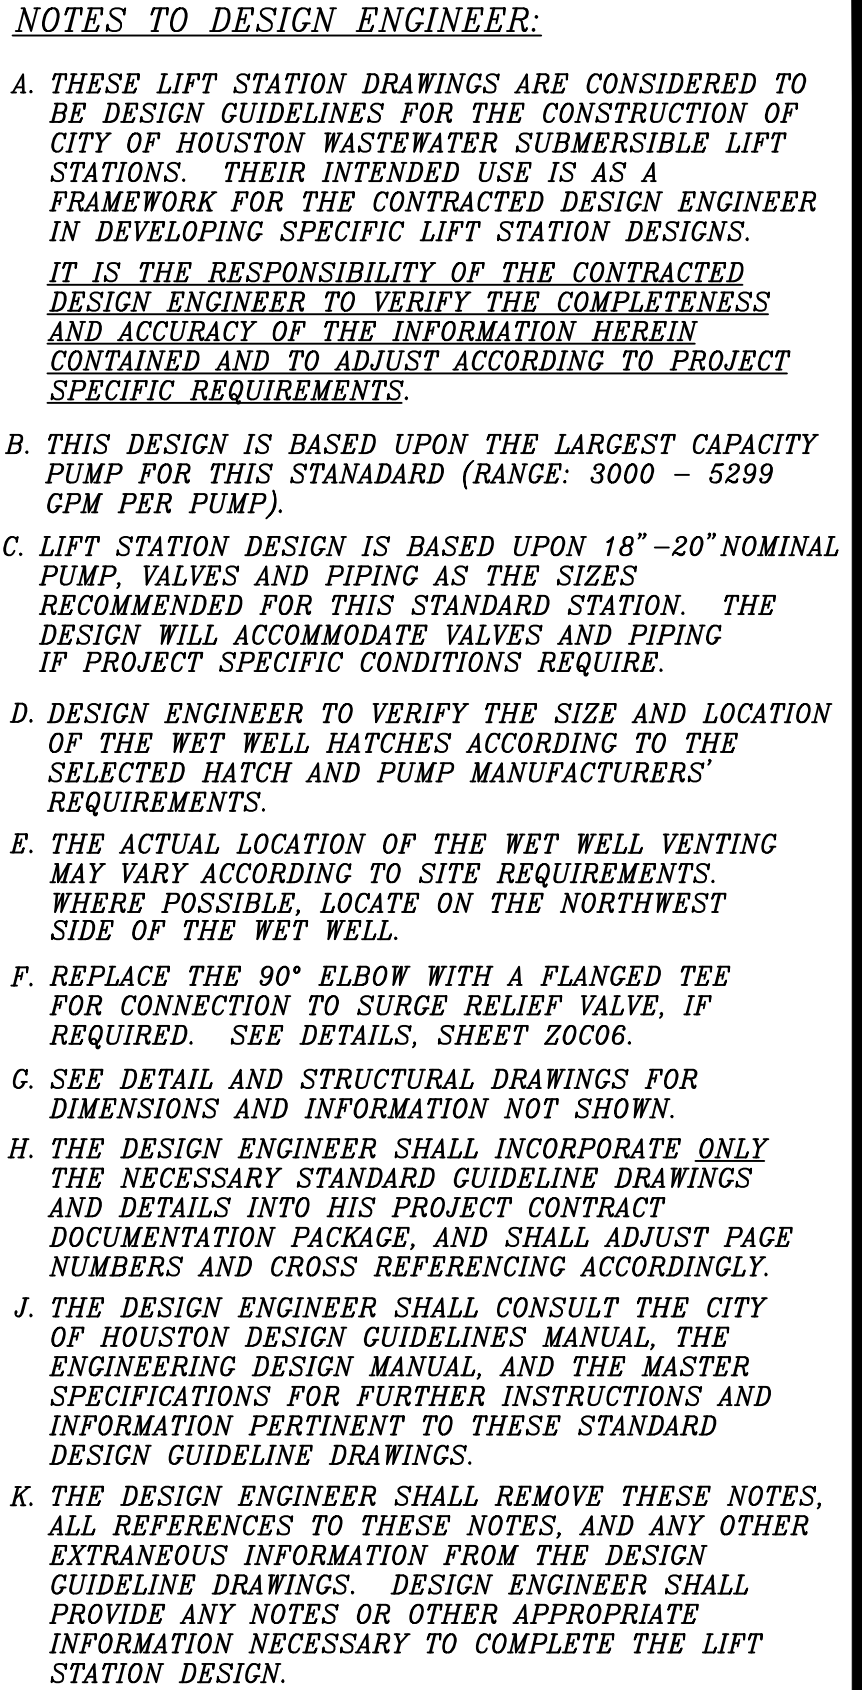 NOTES TO DESIGN ENGINEER:
A. THESE LIFT STATION DRAWINGS ARE CONSIDERED TO
BE DESIGN GUIDELINES FOR THE CONSTRUCTION OF
CITY OF HOUSTON WASTEWATER SUBMERSIBLE LIFT
STATIONS. THEIR INTENDED USE IS AS A
FRAMEWORK FOR THE CONTRACTED DESIGN ENGINEER
IN DEVELOPING SPECIFIC LIFT STATION DESIGNS.
IT IS THE RESPONSIBILITY OF THE CONTRACTED
DESIGN ENGINEER TO VERIFY THE COMPLETENESS
AND ACCURACY OF THE INFORMATION HEREIN
CONTAINED AND TO ADJUST ACCORDING TO PROJECT
SPECIFIC REQUIREMENTS.
B. THIS DESIGN IS BASED UPON THE LARGEST CAPACITY
PUMP FOR THIS STANADARD (RANGE: 3000 – 5299
GPM PER PUMP).
C. LIFT STATION DESIGN IS BASED UPON 18"–20" NOMINAL
PUMP, VALVES AND PIPING AS THE SIZES
RECOMMENDED FOR THIS STANDARD STATION. THE
DESIGN WILL ACCOMMODATE VALVES AND PIPING
IF PROJECT SPECIFIC CONDITIONS REQUIRE.
D. DESIGN ENGINEER TO VERIFY THE SIZE AND LOCATION
OF THE WET WELL HATCHES ACCORDING TO THE
SELECTED HATCH AND PUMP MANUFACTURERS'
REQUIREMENTS.
E. THE ACTUAL LOCATION OF THE WET WELL VENTING
MAY VARY ACCORDING TO SITE REQUIREMENTS.
WHERE POSSIBLE, LOCATE ON THE NORTHWEST
SIDE OF THE WET WELL.
F. REPLACE THE 90° ELBOW WITH A FLANGED TEE
FOR CONNECTION TO SURGE RELIEF VALVE, IF
REQUIRED. SEE DETAILS, SHEET Z0C06.
G. SEE DETAIL AND STRUCTURAL DRAWINGS FOR
DIMENSIONS AND INFORMATION NOT SHOWN.
H. THE DESIGN ENGINEER SHALL INCORPORATE ONLY
THE NECESSARY STANDARD GUIDELINE DRAWINGS
AND DETAILS INTO HIS PROJECT CONTRACT
DOCUMENTATION PACKAGE, AND SHALL ADJUST PAGE
NUMBERS AND CROSS REFERENCING ACCORDINGLY.
J. THE DESIGN ENGINEER SHALL CONSULT THE CITY
OF HOUSTON DESIGN GUIDELINES MANUAL, THE
ENGINEERING DESIGN MANUAL, AND THE MASTER
SPECIFICATIONS FOR FURTHER INSTRUCTIONS AND
INFORMATION PERTINENT TO THESE STANDARD
DESIGN GUIDELINE DRAWINGS.
K. THE DESIGN ENGINEER SHALL REMOVE THESE NOTES,
ALL REFERENCES TO THESE NOTES, AND ANY OTHER
EXTRANEOUS INFORMATION FROM THE DESIGN
GUIDELINE DRAWINGS. DESIGN ENGINEER SHALL
PROVIDE ANY NOTES OR OTHER APPROPRIATE
INFORMATION NECESSARY TO COMPLETE THE LIFT
STATION DESIGN.